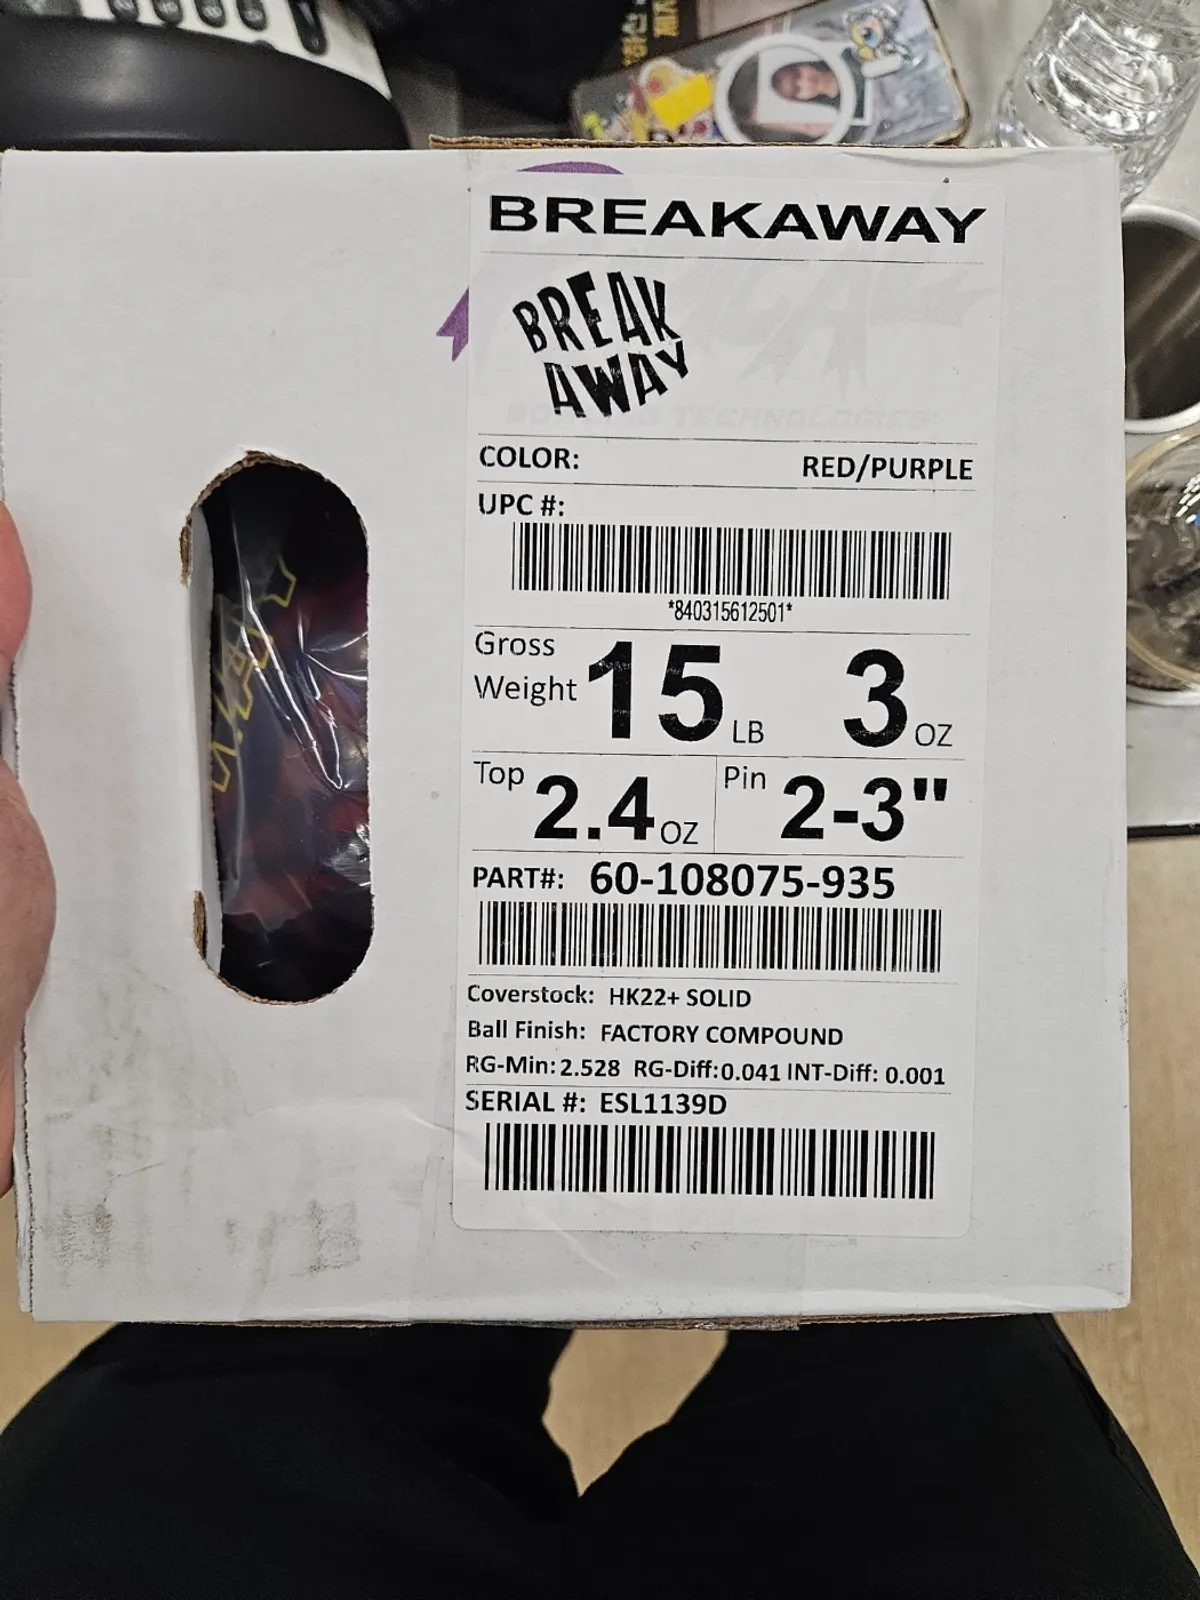 BREAKAWAY
BREAK
AWAY
BOWLING TECHNOLOGIES
COLOR: RED/PURPLE
UPC #:
*840315612501*
Gross Weight 15 LB 3 OZ
Top 2.4 OZ Pin 2-3"
PART#: 60-108075-935
Coverstock: HK22+ SOLID
Ball Finish: FACTORY COMPOUND
RG-Min: 2.528 RG-Diff: 0.041 INT-Diff: 0.001
SERIAL #: ESL1139D